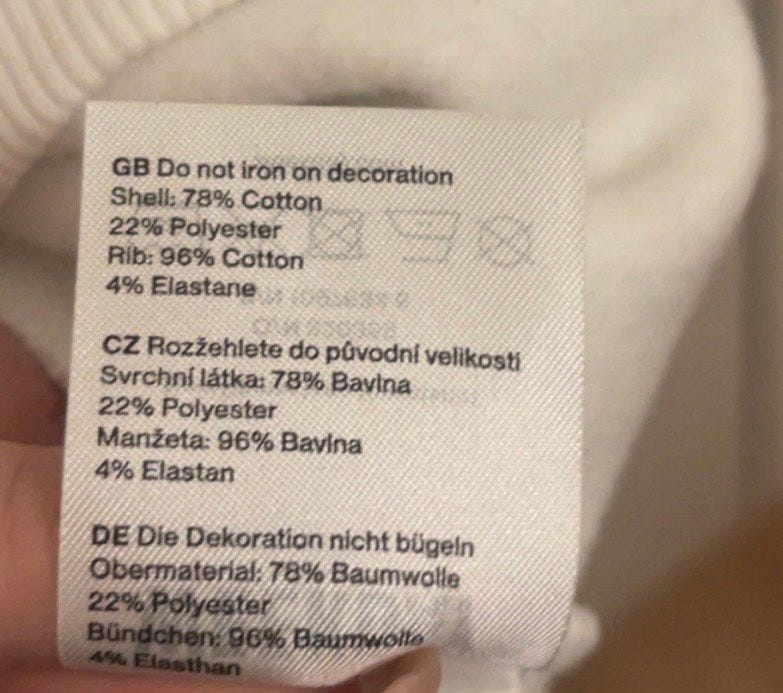 GB Do not iron on decoration
Shell: 78% Cotton
22% Polyester
Rib: 96% Cotton
4% Elastane
CZ Rozžehlete do původní velikosti
Svrchní látka: 78% Bavlna
22% Polyester
Manžeta: 96% Bavlna
4% Elastan
DE Die Dekoration nicht bügeln
Obermaterial: 78% Baumwolle
22% Polyester
Bündchen: 96% Baumwolle
4% Elasthan